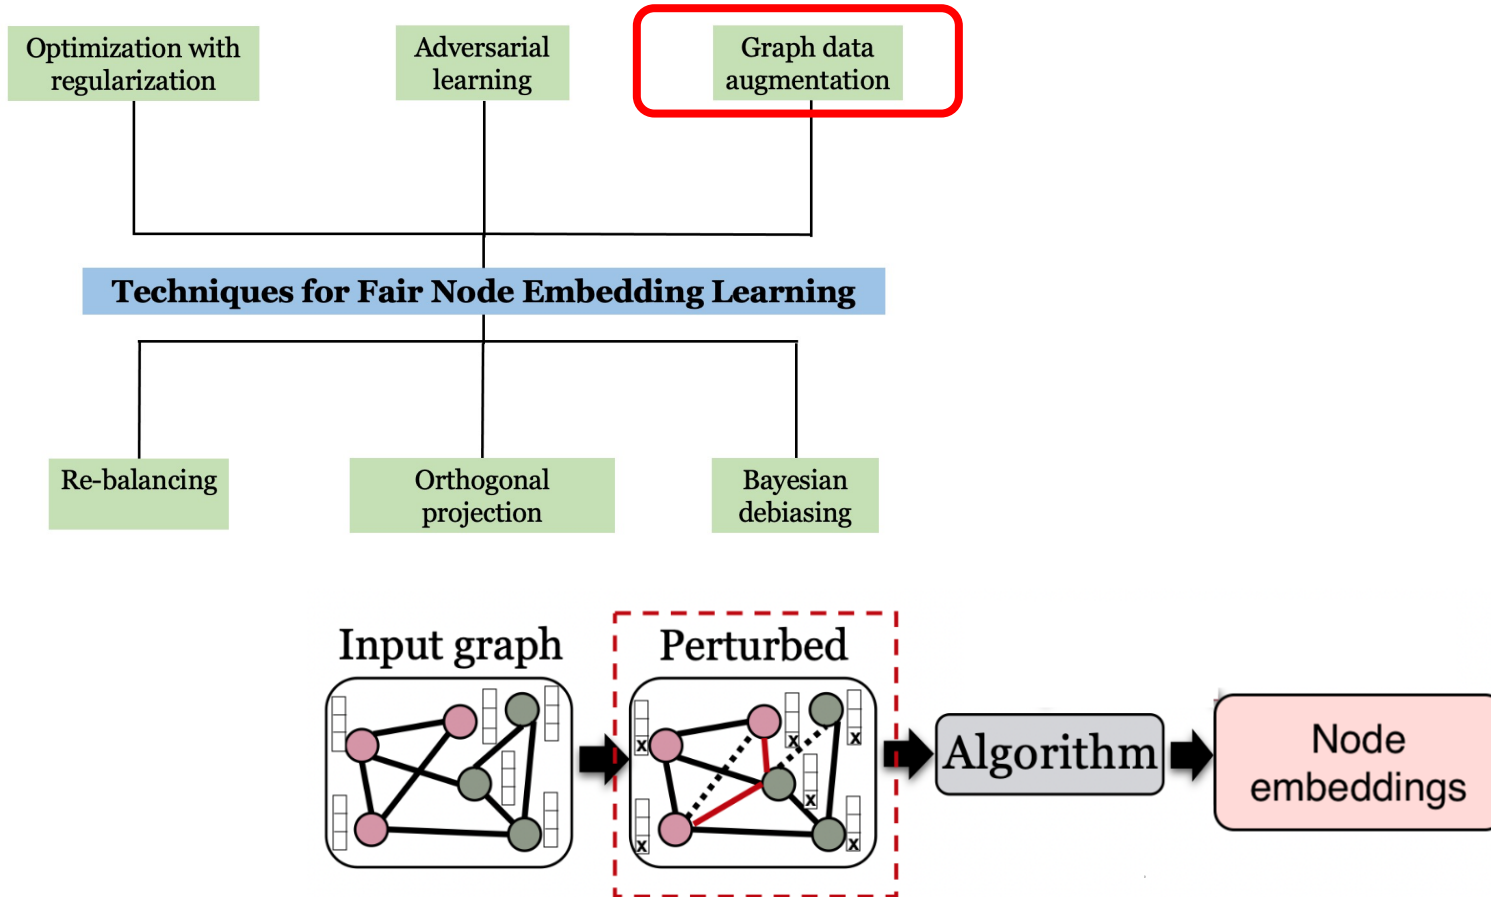 Optimization with
regularization
Adversarial
learning
Graph data
augmentation
Techniques for Fair Node Embedding Learning
Re-balancing
Orthogonal
projection
Bayesian
debiasing
Input graph
Perturbed
x
x
x
x
x
x
Algorithm
Node
embeddings